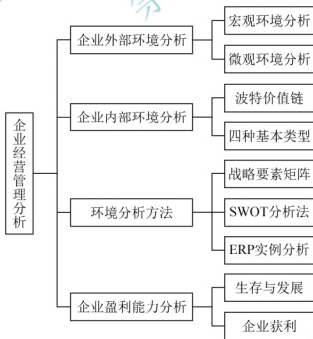 企业经营管理分析
企业外部环境分析
宏观环境分析
微观环境分析
企业内部环境分析
波特价值链
四种基本类型
环境分析方法
战略要素矩阵
SWOT分析法
ERP实例分析
企业盈利能力分析
生存与发展
企业获利